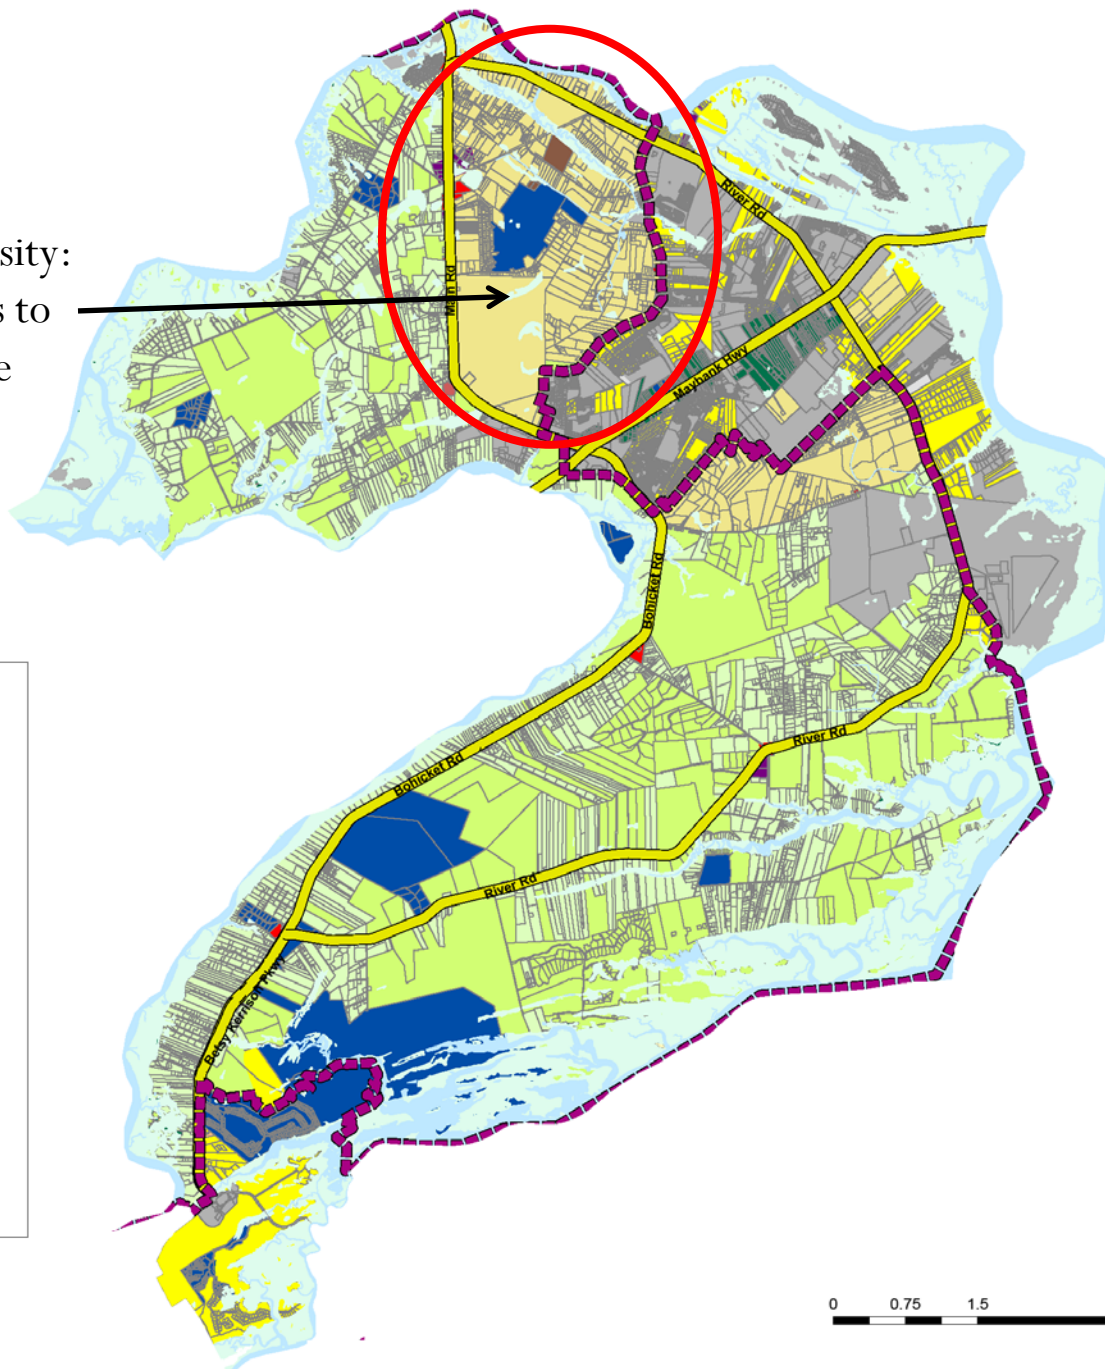 sity:
s to
e
Main Rd
River Rd
Maybank Hwy
Bohicket Rd
River Rd
Bohicket Rd
River Rd
Betsy Kerrison Pkwy
0 0.75 1.5